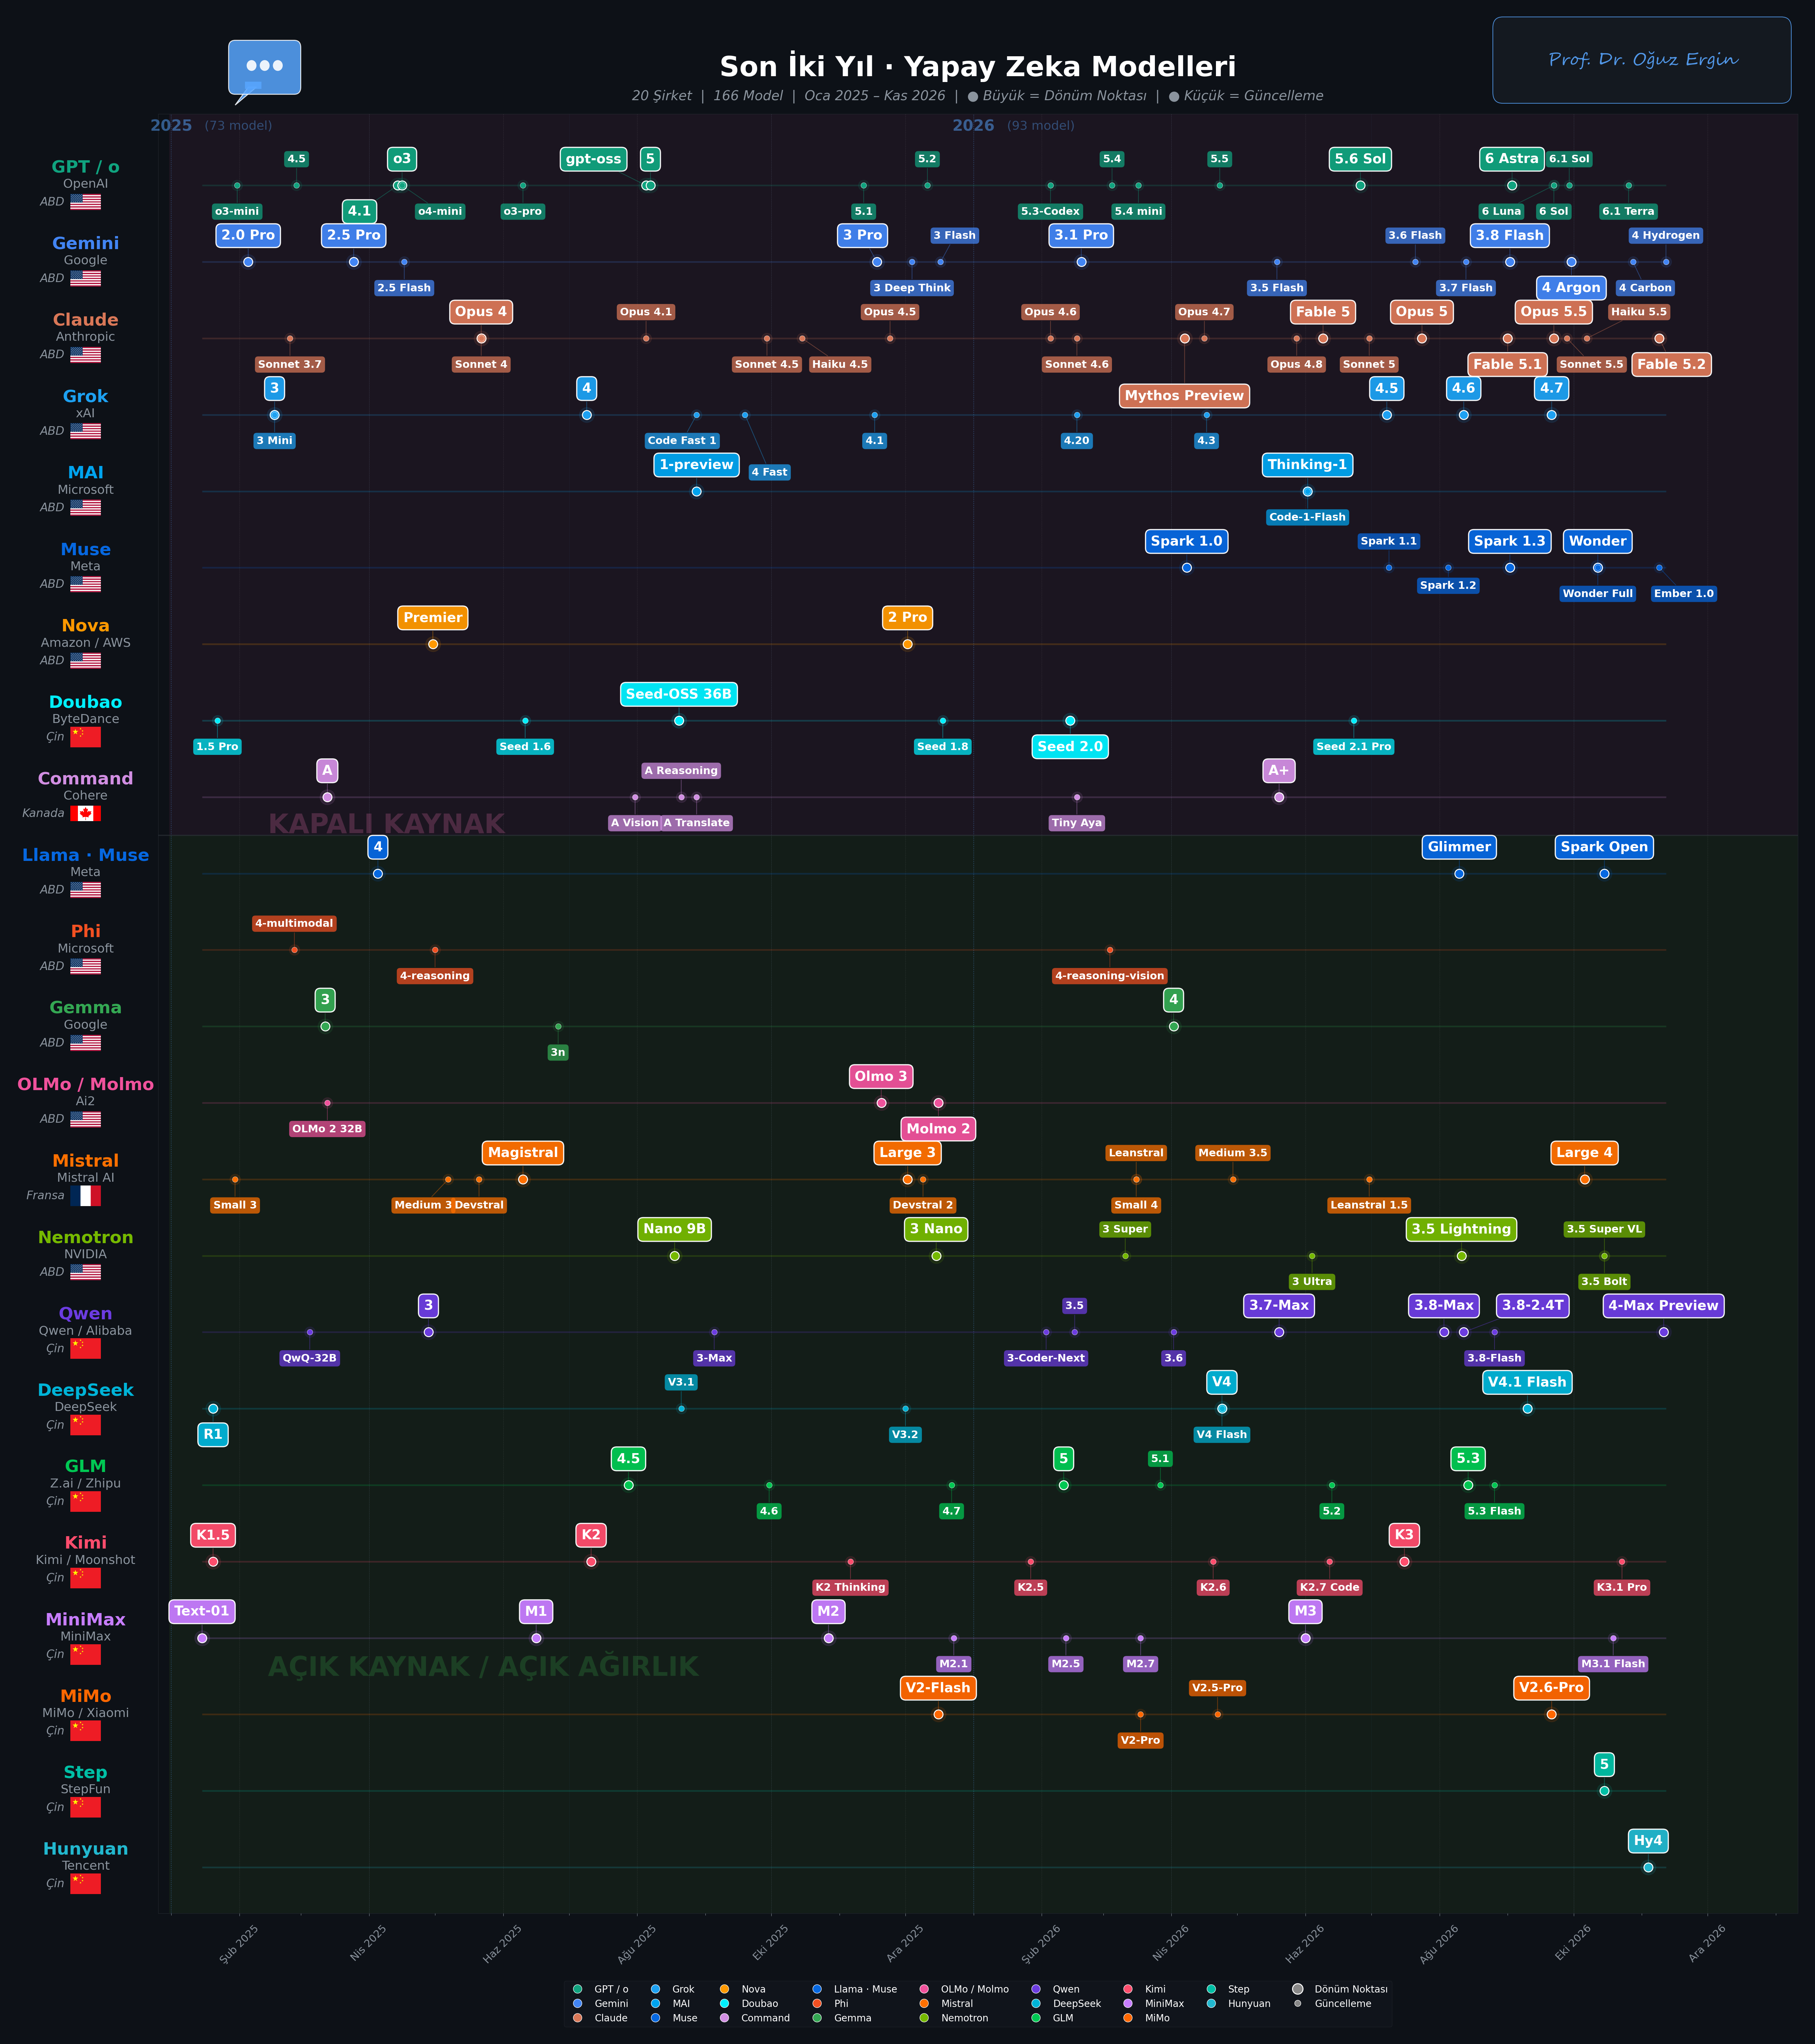 Son İki Yıl · Yapay Zeka Modelleri
Prof. Dr. Oğuz Ergin
20 Şirket | 166 Model | Oca 2025 – Kas 2026 | ● Büyük = Dönüm Noktası | ● Küçük = Güncelleme
2025 (73 model)
2026 (93 model)
GPT / o
OpenAI
ABD
4.5
o3
gpt-oss
5
5.2
5.4
5.5
5.6 Sol
6 Astra
6.1 Sol
o3-mini
4.1
o4-mini
o3-pro
5.1
5.3-Codex
5.4 mini
6 Luna
6 Sol
6.1 Terra
Gemini
Google
ABD
2.0 Pro
2.5 Pro
3 Pro
3 Flash
3.1 Pro
3.6 Flash
3.8 Flash
4 Hydrogen
2.5 Flash
3 Deep Think
3.5 Flash
3.7 Flash
4 Argon
4 Carbon
Claude
Anthropic
ABD
Opus 4
Opus 4.1
Opus 4.5
Opus 4.6
Opus 4.7
Fable 5
Opus 5
Opus 5.5
Haiku 5.5
Sonnet 3.7
Sonnet 4
Sonnet 4.5
Haiku 4.5
Sonnet 4.6
Mythos Preview
Opus 4.8
Sonnet 5
Fable 5.1
Sonnet 5.5
Fable 5.2
Grok
xAI
ABD
3
4
4.5
4.6
4.7
3 Mini
Code Fast 1
4 Fast
4.1
4.20
4.3
MAI
Microsoft
ABD
1-preview
Thinking-1
Code-1-Flash
Muse
Meta
ABD
Spark 1.0
Spark 1.1
Spark 1.3
Wonder
Spark 1.2
Wonder Full
Ember 1.0
Nova
Amazon / AWS
ABD
Premier
2 Pro
Doubao
ByteDance
Çin
Seed-OSS 36B
1.5 Pro
Seed 1.6
Seed 1.8
Seed 2.0
Seed 2.1 Pro
Command
Cohere
Kanada
A
A Reasoning
A+
A Vision
A Translate
Tiny Aya
KAPALI KAYNAK
Llama · Muse
Meta
ABD
4
Glimmer
Spark Open
Phi
Microsoft
ABD
4-multimodal
4-reasoning
4-reasoning-vision
Gemma
Google
ABD
3
4
3n
OLMo / Molmo
Ai2
ABD
Olmo 3
OLMo 2 32B
Molmo 2
Mistral
Mistral AI
Fransa
Magistral
Large 3
Leanstral
Medium 3.5
Large 4
Small 3
Medium 3
Devstral
Devstral 2
Small 4
Leanstral 1.5
Nemotron
NVIDIA
ABD
Nano 9B
3 Nano
3 Super
3.5 Lightning
3.5 Super VL
3 Ultra
3.5 Bolt
Qwen
Qwen / Alibaba
Çin
3
3.5
3.7-Max
3.8-Max
3.8-2.4T
4-Max Preview
QwQ-32B
3-Max
3-Coder-Next
3.6
3.8-Flash
DeepSeek
DeepSeek
Çin
V3.1
V4
V4.1 Flash
R1
V3.2
V4 Flash
GLM
Z.ai / Zhipu
Çin
4.5
5
5.1
5.3
4.6
4.7
5.2
5.3 Flash
Kimi
Kimi / Moonshot
Çin
K1.5
K2
K3
K2 Thinking
K2.5
K2.6
K2.7 Code
K3.1 Pro
MiniMax
MiniMax
Çin
Text-01
M1
M2
M3
M2.1
M2.5
M2.7
M3.1 Flash
AÇIK KAYNAK / AÇIK AĞIRLIK
MiMo
MiMo / Xiaomi
Çin
V2-Flash
V2.5-Pro
V2.6-Pro
V2-Pro
Step
StepFun
Çin
5
Hunyuan
Tencent
Çin
Hy4
Şub 2025
Nis 2025
Haz 2025
Ağu 2025
Eki 2025
Ara 2025
Şub 2026
Nis 2026
Haz 2026
Ağu 2026
Eki 2026
Ara 2026
GPT / o
Grok
Nova
Llama · Muse
OLMo / Molmo
Qwen
Kimi
Step
Dönüm Noktası
Gemini
MAI
Doubao
Phi
Mistral
DeepSeek
MiniMax
Hunyuan
Güncelleme
Claude
Muse
Command
Gemma
Nemotron
GLM
MiMo